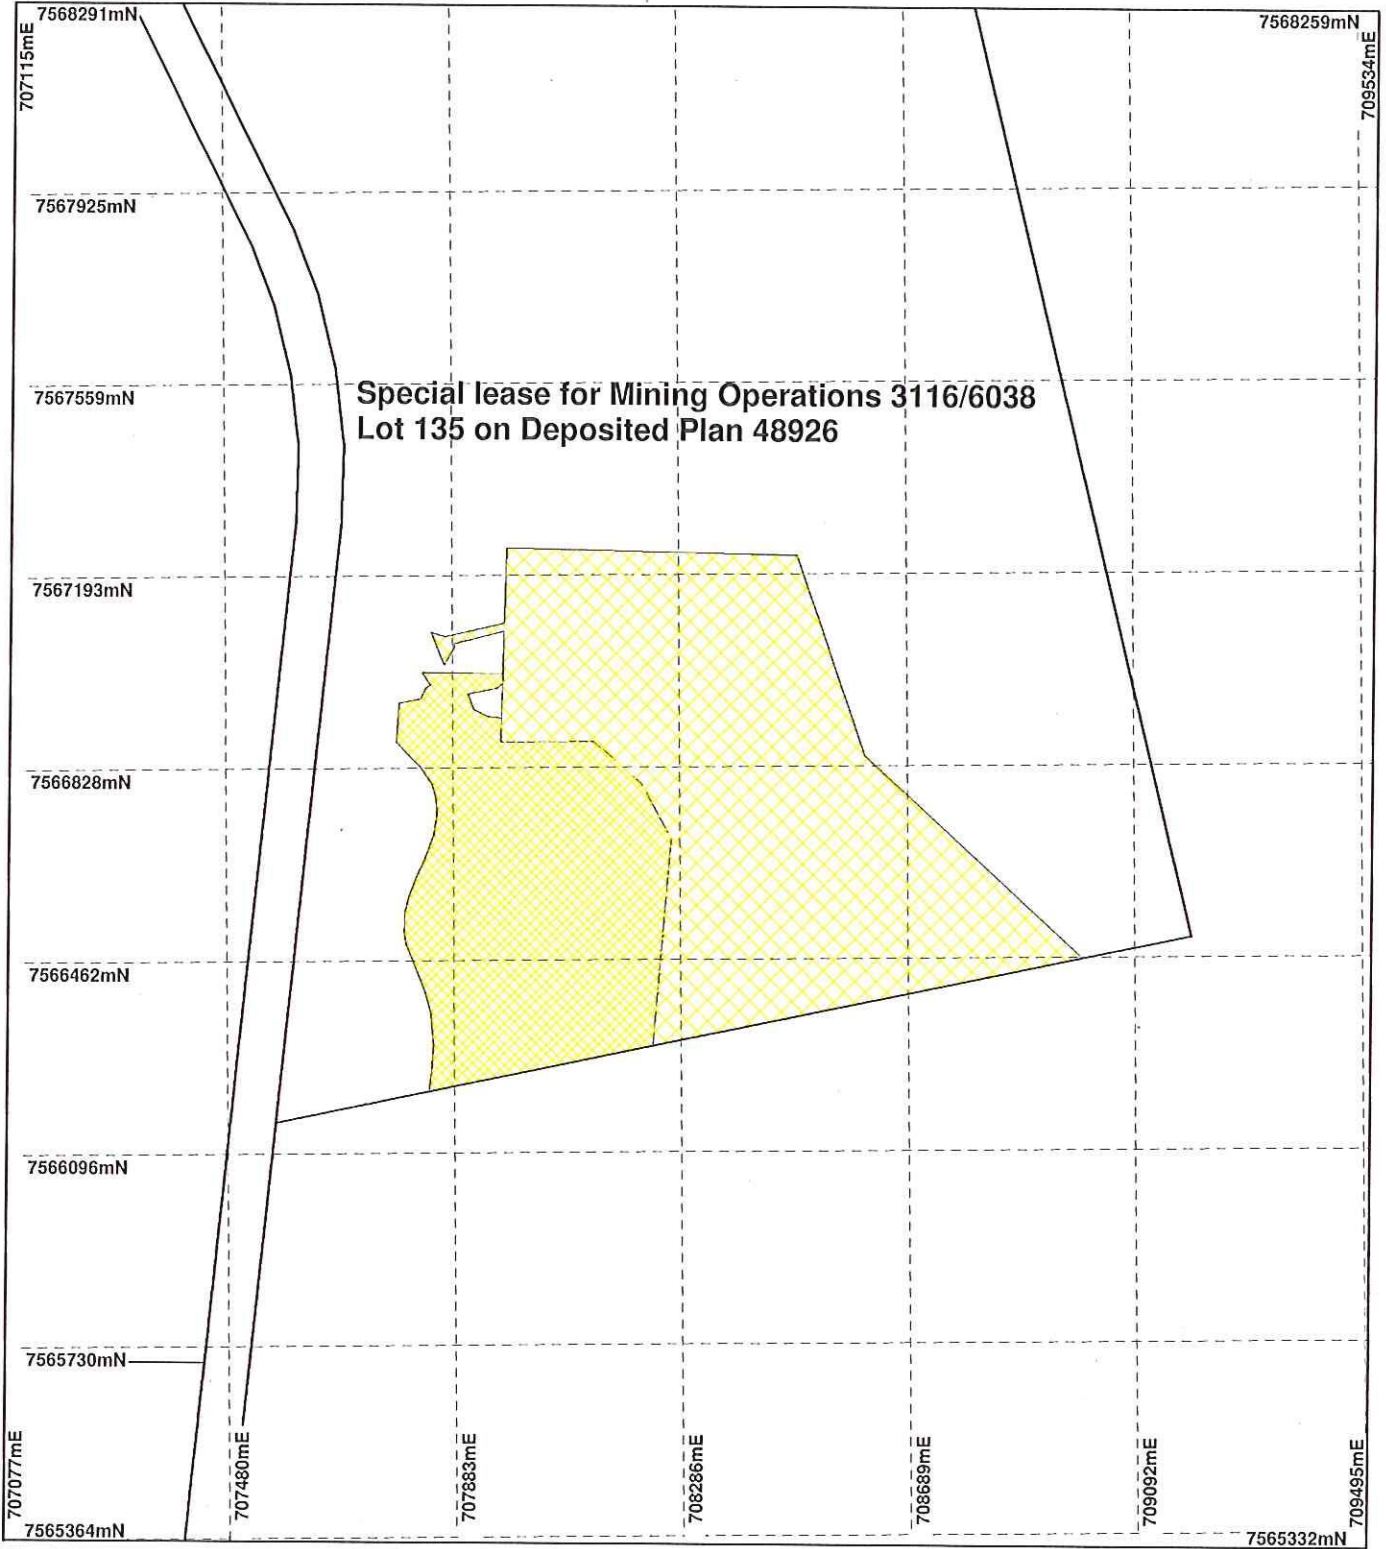 7568291mN
7568259mN
707115mE
709534mE
7567925mN
7567559mN
Special lease for Mining Operations 3116/6038
Lot 135 on Deposited Plan 48926
7567193mN
7566828mN
7566462mN
7566096mN
7565730mN
707077mE
707480mE
707883mE
708286mE
708689mE
709092mE
709495mE
7565364mN
7565332mN